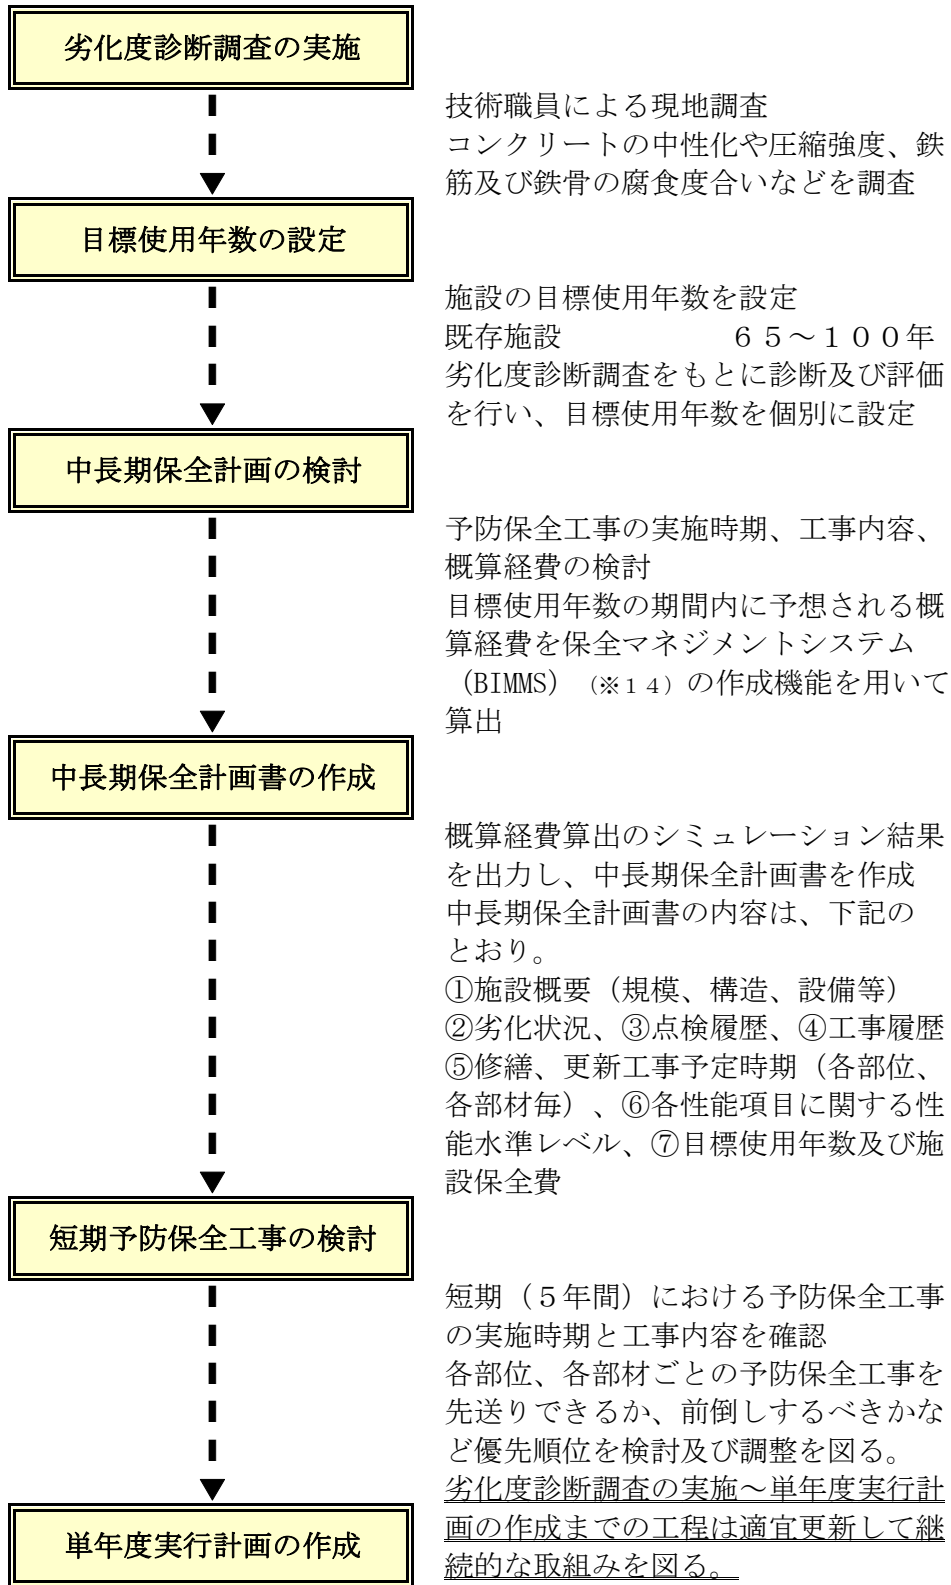 劣化度診断調査の実施
技術職員による現地調査
コンクリートの中性化や圧縮強度、鉄
筋及び鉄骨の腐食度合いなどを調査
目標使用年数の設定
施設の目標使用年数を設定
既存施設　　　　　　６５～１００年
劣化度診断調査をもとに診断及び評価
を行い、目標使用年数を個別に設定
中長期保全計画の検討
予防保全工事の実施時期、工事内容、
概算経費の検討
目標使用年数の期間内に予想される概
算経費を保全マネジメントシステム
（BIMMS）（※１４）の作成機能を用いて
算出
中長期保全計画書の作成
概算経費算出のシミュレーション結果
を出力し、中長期保全計画書を作成
中長期保全計画書の内容は、下記の
とおり。
①施設概要（規模、構造、設備等）
②劣化状況、③点検履歴、④工事履歴
⑤修繕、更新工事予定時期（各部位、
各部材毎）、⑥各性能項目に関する性
能水準レベル、⑦目標使用年数及び施
設保全費
短期予防保全工事の検討
短期（５年間）における予防保全工事
の実施時期と工事内容を確認
各部位、各部材ごとの予防保全工事を
先送りできるか、前倒しするべきかな
ど優先順位を検討及び調整を図る。
劣化度診断調査の実施～単年度実行計
画の作成までの工程は適宜更新して継
続的な取組みを図る。
単年度実行計画の作成